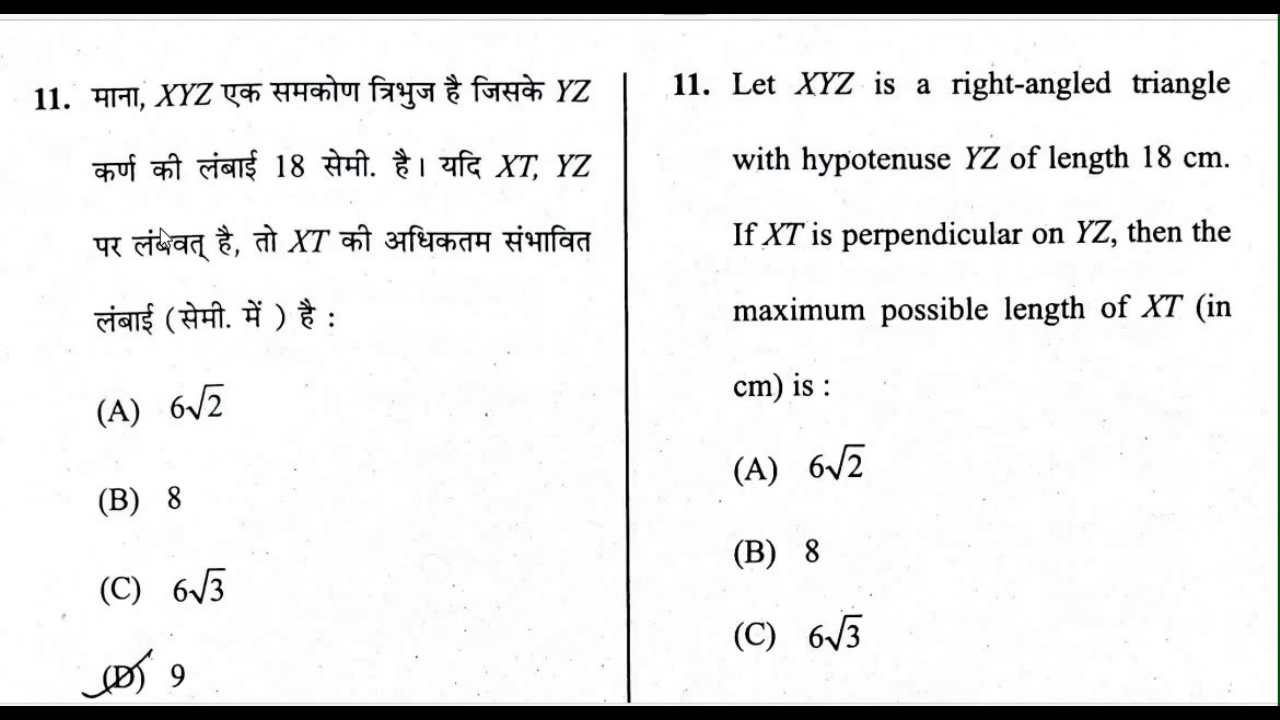 11. माना, XYZ एक समकोण त्रिभुज है जिसके YZ
कर्ण की लंबाई 18 सेमी. है। यदि XT, YZ
पर लंबवत् है, तो XT की अधिकतम संभावित
लंबाई (सेमी. में ) है :
(A) 6√2
(B) 8
(C) 6√3
(D) 9
11. Let XYZ is a right-angled triangle
with hypotenuse YZ of length 18 cm.
If XT is perpendicular on YZ, then the
maximum possible length of XT (in
cm) is :
(A) 6√2
(B) 8
(C) 6√3